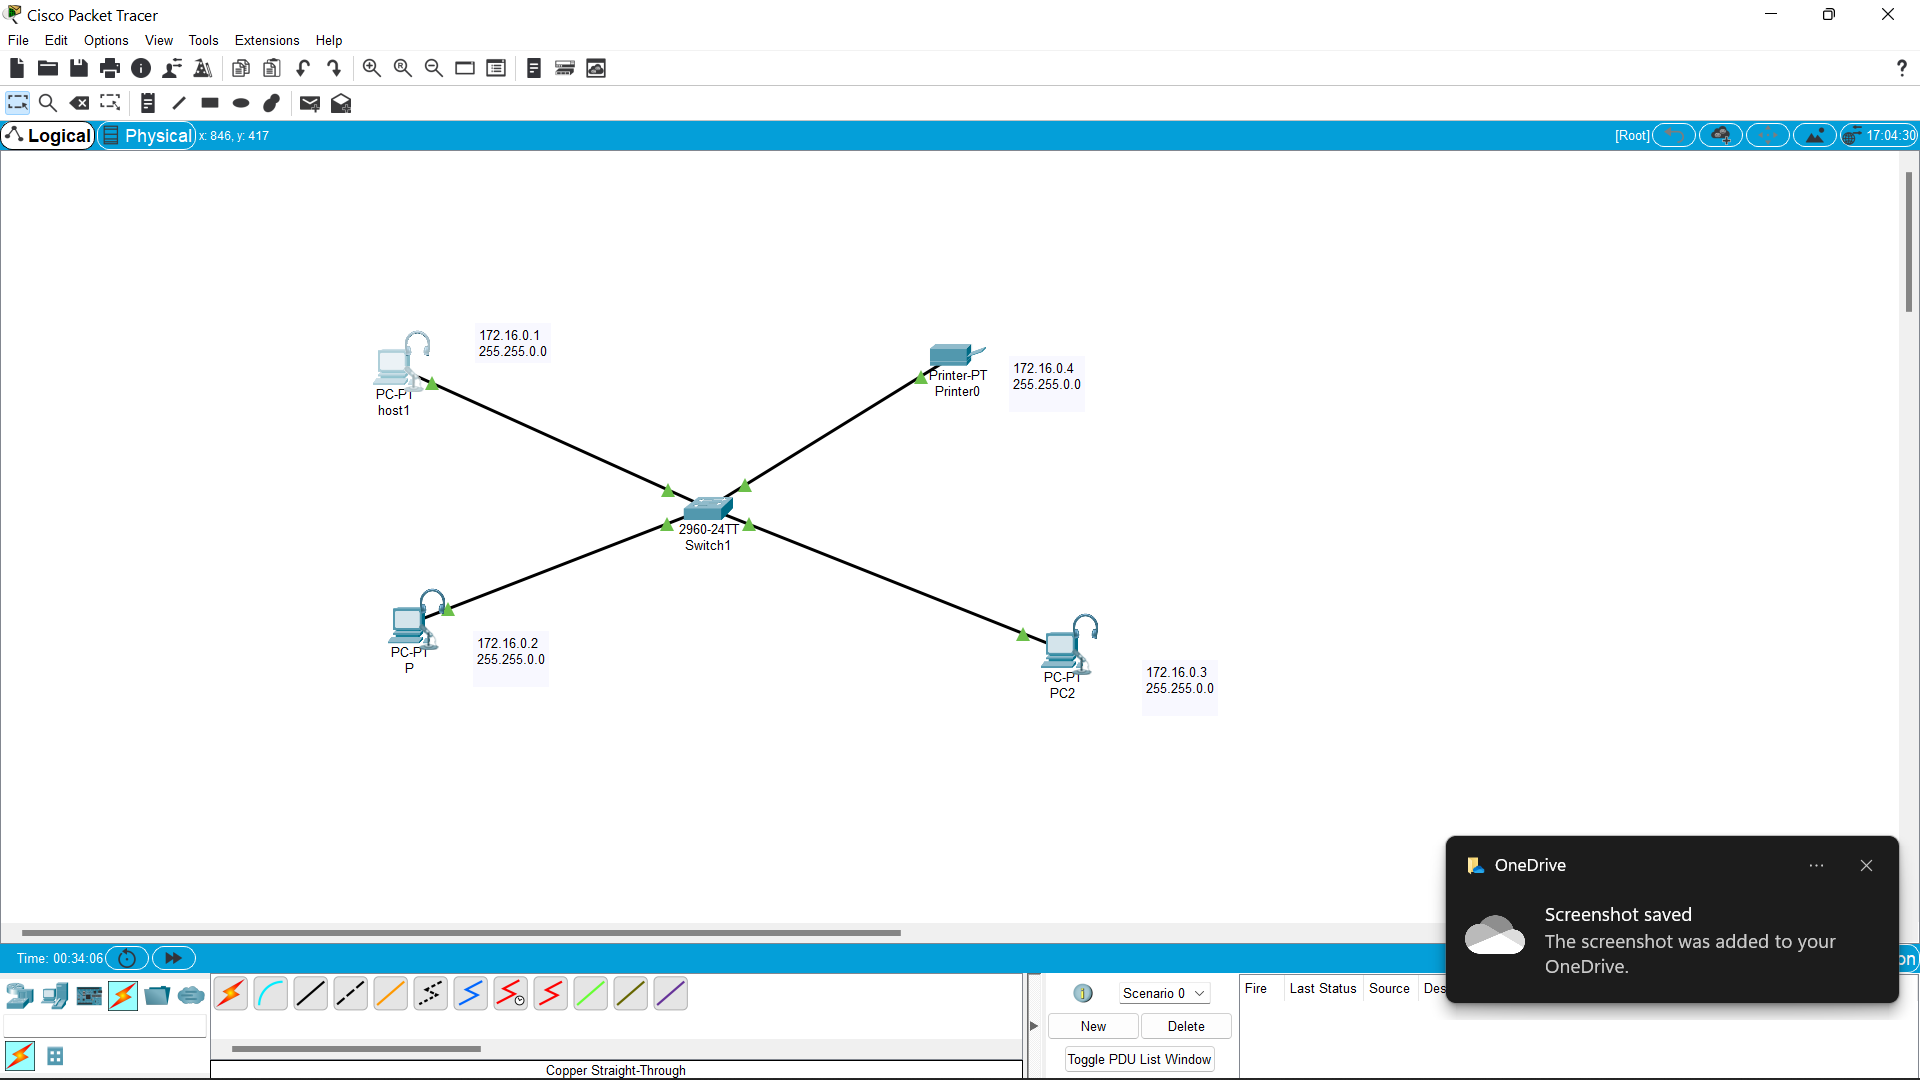 Cisco Packet Tracer
File Edit Options View Tools Extensions Help
?
Logical Physical x: 846, y: 417 [Root] 17:04:30
172.16.0.1
255.255.0.0
PC-PT
host1
Printer-PT
Printer0
172.16.0.4
255.255.0.0
2960-24TT
Switch1
PC-PT
P
172.16.0.2
255.255.0.0
PC-PT
PC2
172.16.0.3
255.255.0.0
OneDrive
Screenshot saved
The screenshot was added to your
OneDrive.
Time: 00:34:06 on
Scenario 0
Fire Last Status Source Des
New Delete
Toggle PDU List Window
Copper Straight-Through